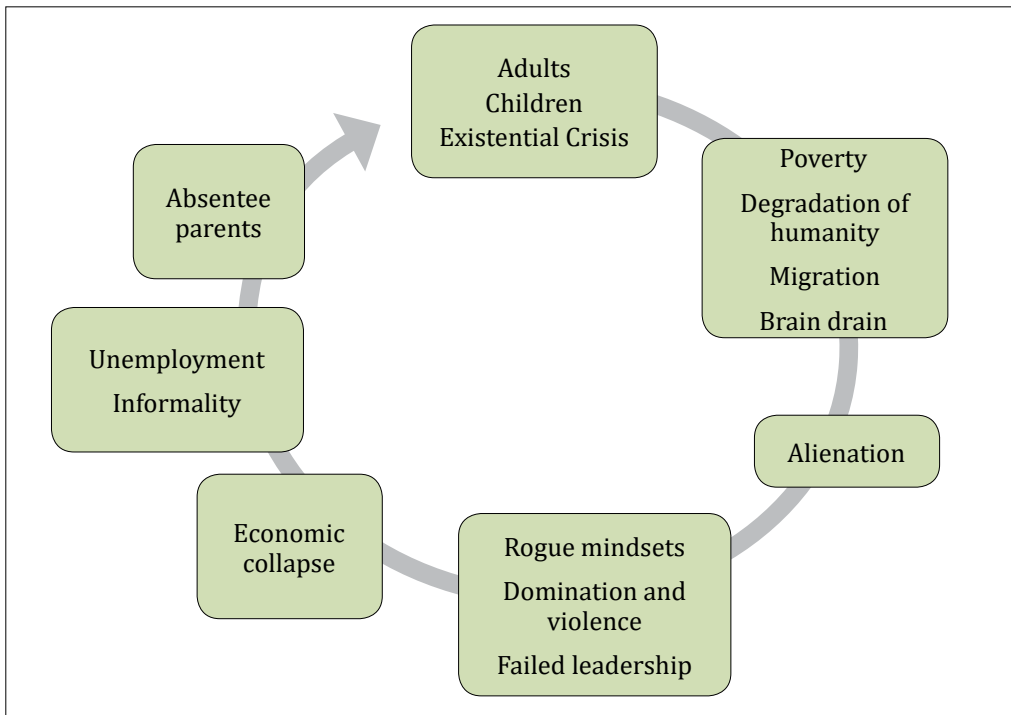 Adults
Children
Existential Crisis
Poverty
Degradation of
humanity
Migration
Brain drain
Alienation
Rogue mindsets
Domination and
violence
Failed leadership
Economic
collapse
Unemployment
Informality
Absentee
parents